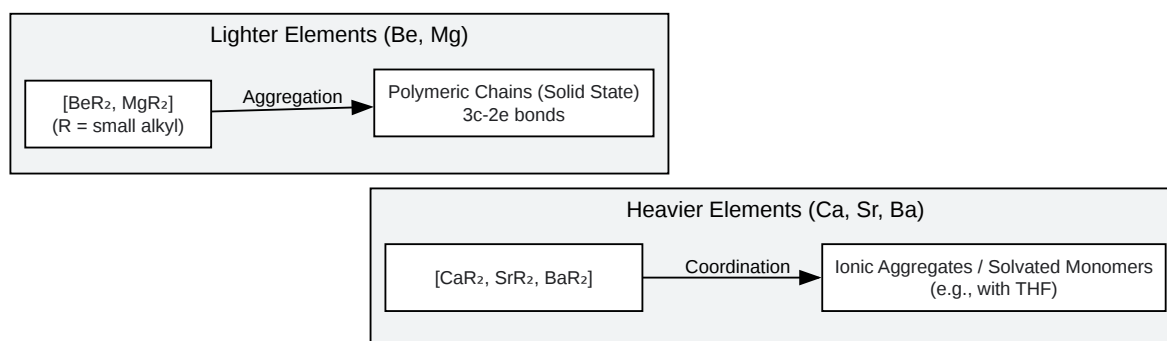 Lighter Elements (Be, Mg)
[BeR₂, MgR₂]
(R = small alkyl)
Aggregation
Polymeric Chains (Solid State)
3c-2e bonds
Heavier Elements (Ca, Sr, Ba)
[CaR₂, SrR₂, BaR₂]
Coordination
Ionic Aggregates / Solvated Monomers
(e.g., with THF)